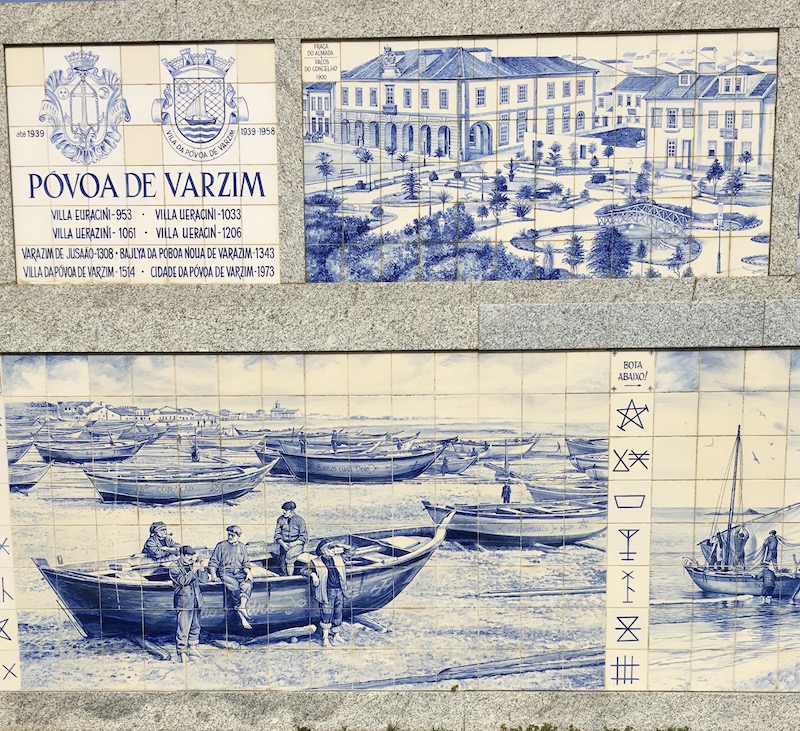 até 1939
VILA DA PÓVOA DE VARZIM
1939-1958
PÓVOA DE VARZIM
VILLA EURACINI-953 · VILLA UERACINI-1033
VILLA UERAZINI-1061 · VILLA UERACIN-1206
VARAZIM DE JUSAÃO-1308 · BAJLYA DA POBOA NOUA DE VARAZIM-1343
VILLA DA PÓVOA DE VARZIM-1514 · CIDADE DA PÓVOA DE VARZIM-1973
PRAÇA
DO ALMADA
PAÇOS
DO CONCELHO
1900
BOTA
ABAIXO!